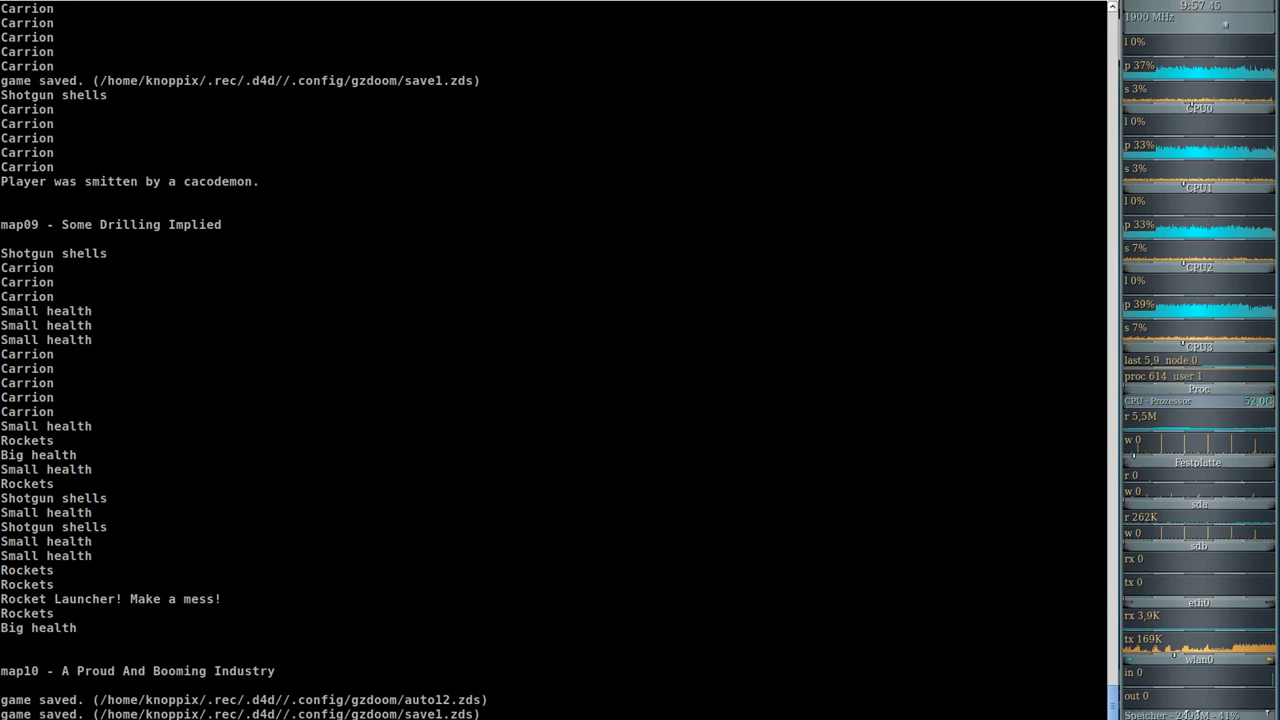 Carrion
Carrion
Carrion
Carrion
Carrion
game saved. (/home/knoppix/.rec/.d4d//.config/gzdoom/save1.zds)
Shotgun shells
Carrion
Carrion
Carrion
Carrion
Carrion
Player was smitten by a cacodemon.
map09 - Some Drilling Implied
Shotgun shells
Carrion
Carrion
Carrion
Small health
Small health
Small health
Carrion
Carrion
Carrion
Carrion
Carrion
Small health
Rockets
Big health
Small health
Rockets
Shotgun shells
Small health
Shotgun shells
Small health
Small health
Rockets
Rockets
Rocket Launcher! Make a mess!
Rockets
Big health
map10 - A Proud And Booming Industry
game saved. (/home/knoppix/.rec/.d4d//.config/gzdoom/auto12.zds)
game saved. (/home/knoppix/.rec/.d4d//.config/gzdoom/save1.zds)
9:57 45
1900 MHz
l 0%
p 37%
s 3%
CPU0
l 0%
p 33%
s 3%
CPU1
l 0%
p 33%
s 7%
CPU2
l 0%
p 39%
s 7%
CPU3
last 5,9 node 0
proc 614 user 1
Proc
CPU - Prozessor 52,0C
r 5,5M
w 0
Festplatte
r 0
w 0
sda
r 262K
w 0
sdb
rx 0
tx 0
eth0
rx 3,9K
tx 169K
wlan0
in 0
out 0
Speicher - 2493M - 41%